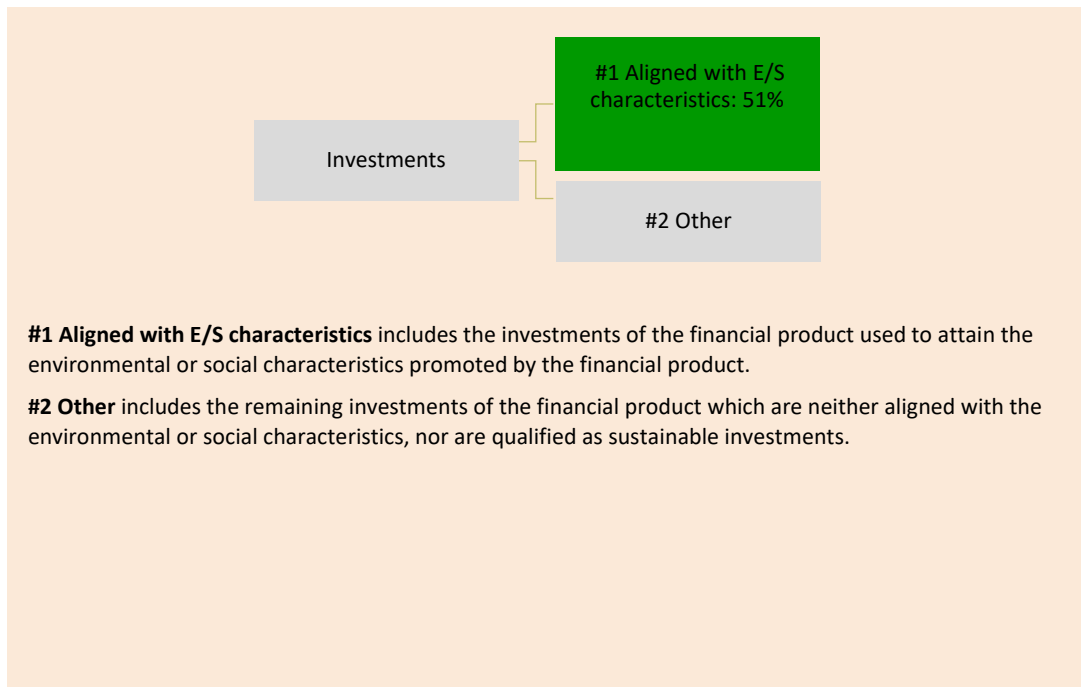 #1 Aligned with E/S
characteristics: 51%
Investments
#2 Other
#1 Aligned with E/S characteristics includes the investments of the financial product used to attain the
environmental or social characteristics promoted by the financial product.
#2 Other includes the remaining investments of the financial product which are neither aligned with the
environmental or social characteristics, nor are qualified as sustainable investments.